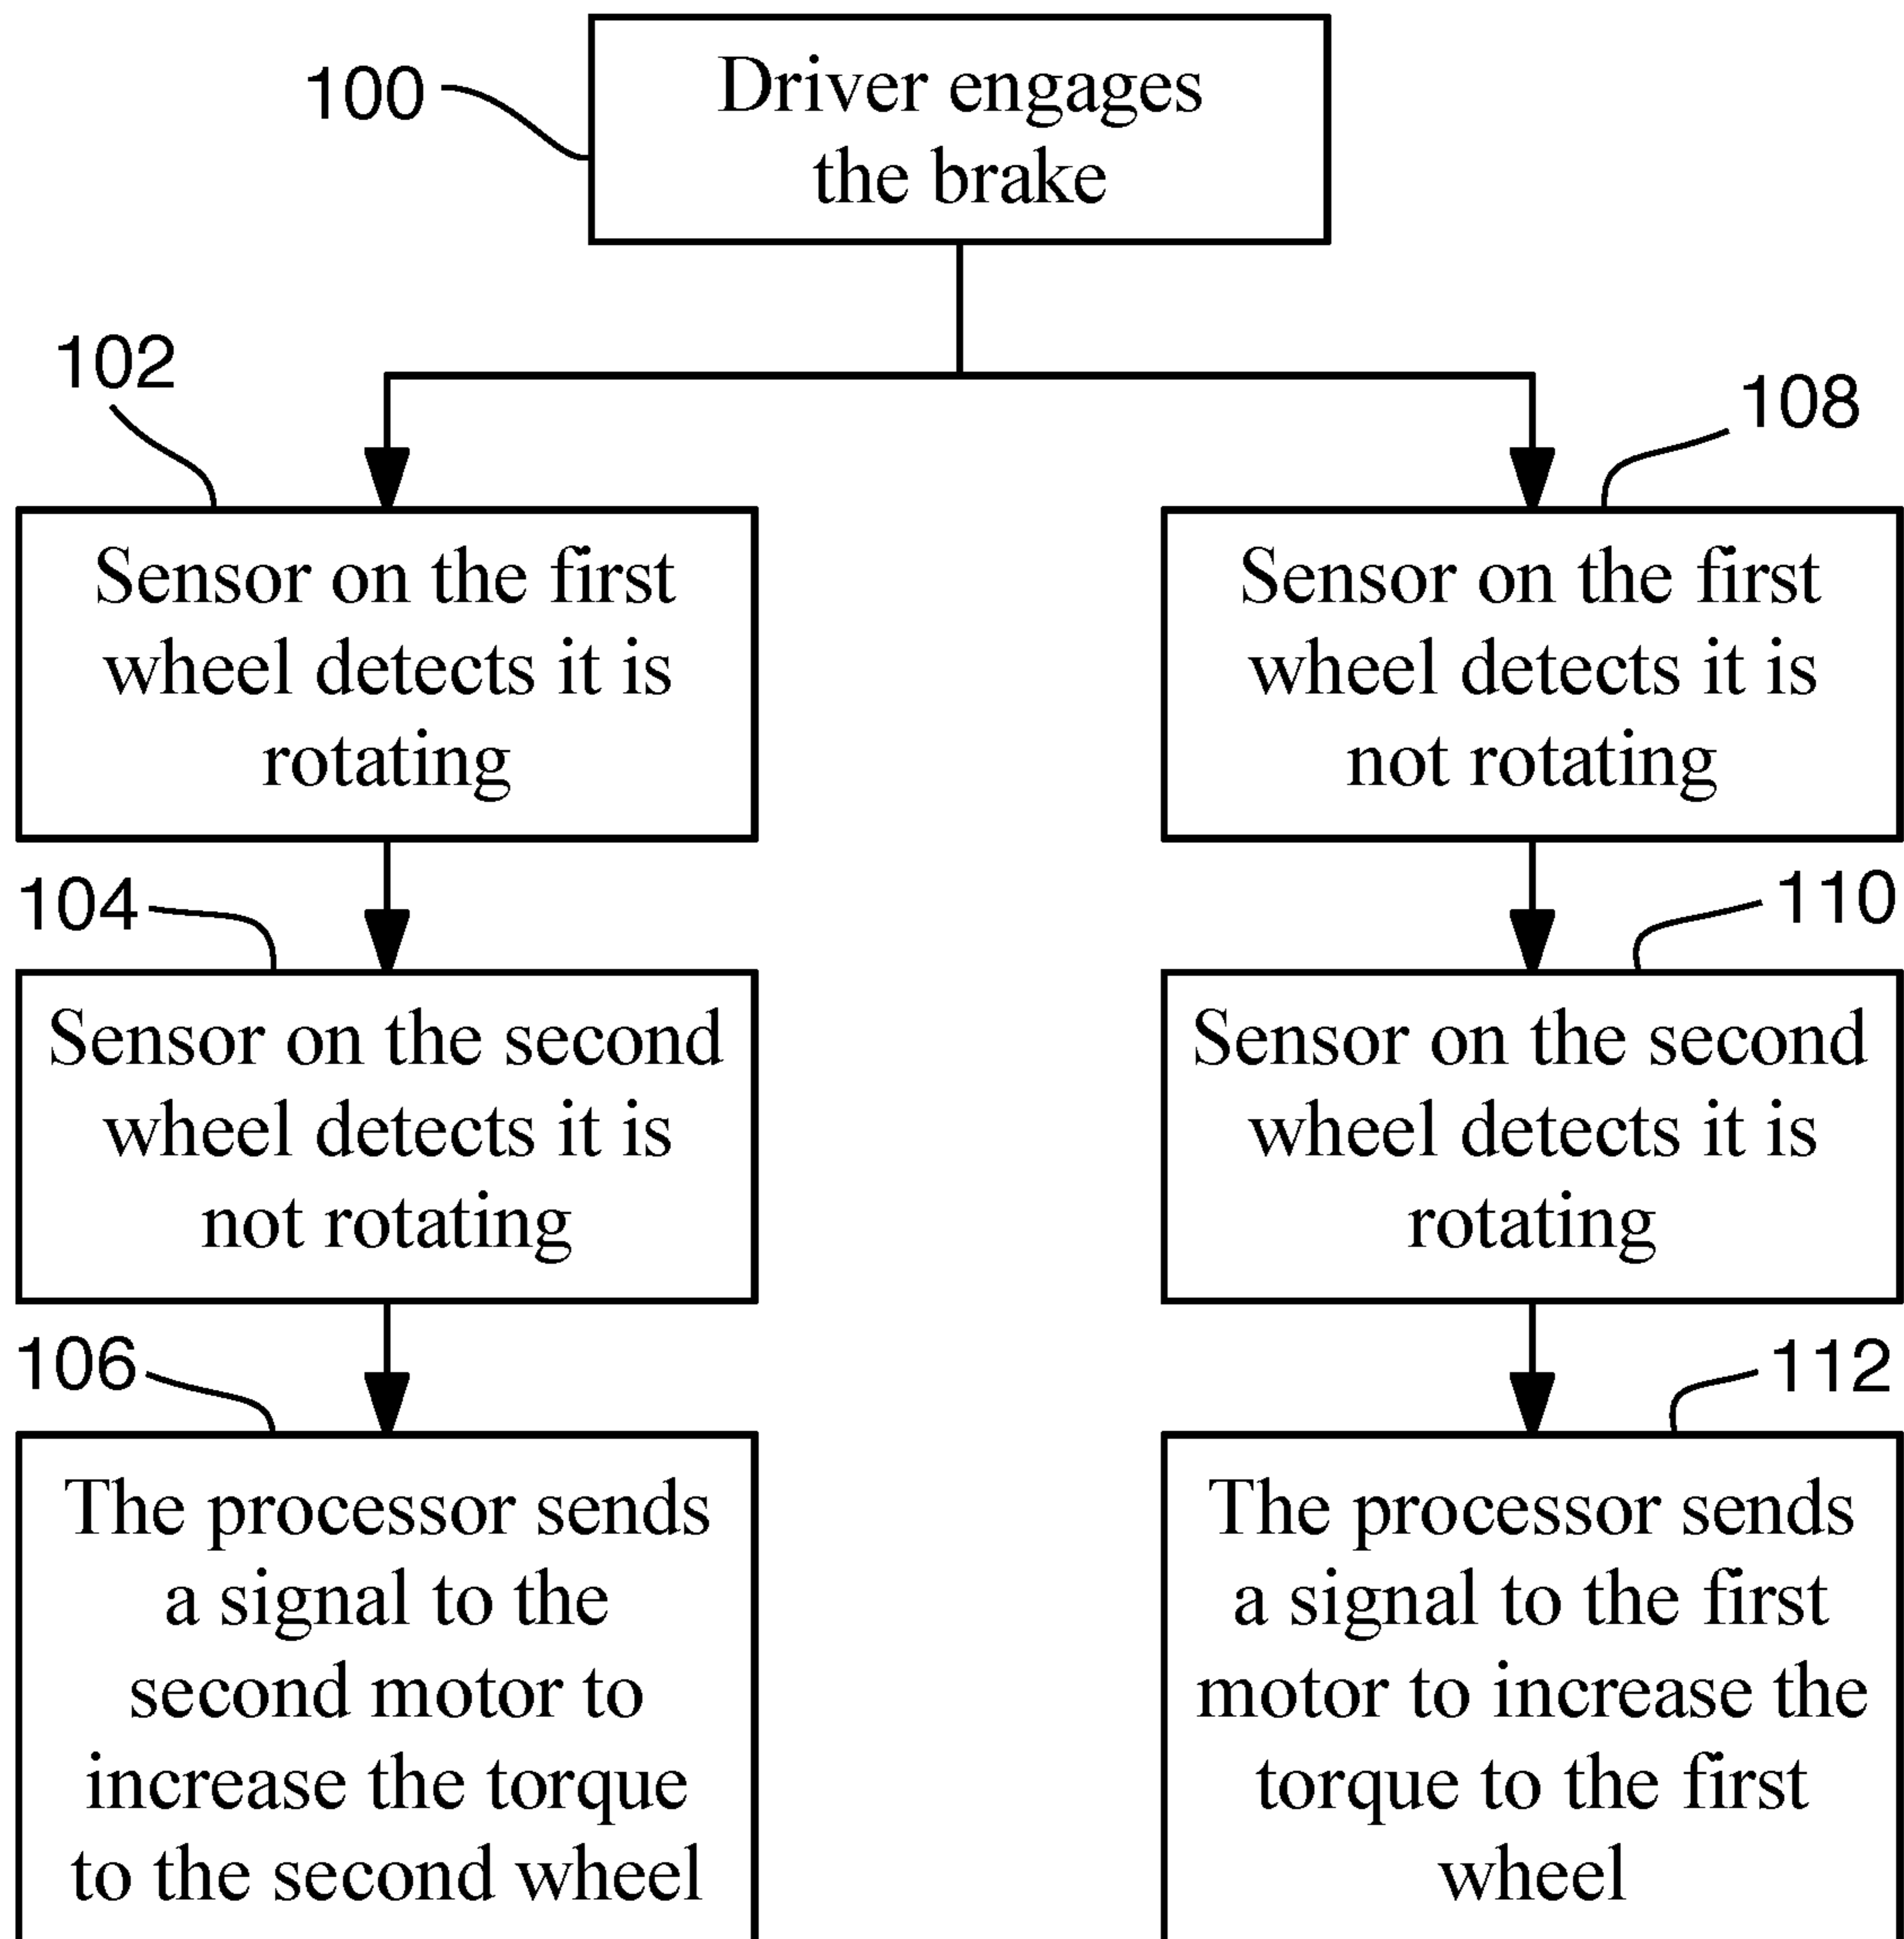 100
Driver engages
the brake
102
Sensor on the first
wheel detects it is
rotating
104
Sensor on the second
wheel detects it is
not rotating
106
The processor sends
a signal to the
second motor to
increase the torque
to the second wheel
108
Sensor on the first
wheel detects it is
not rotating
110
Sensor on the second
wheel detects it is
rotating
112
The processor sends
a signal to the first
motor to increase the
torque to the first
wheel